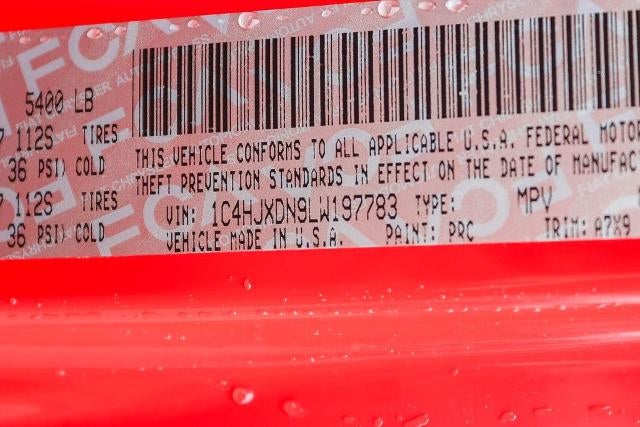 5400 LB
112S TIRES
36 PSI) COLD
112S TIRES
36 PSI) COLD
THIS VEHICLE CONFORMS TO ALL APPLICABLE U.S.A. FEDERAL MOTOR
THEFT PREVENTION STANDARDS IN EFFECT ON THE DATE OF MANUFAC
VIN: 1C4HJXDN9LW197783 TYPE: MPV
VEHICLE MADE IN U.S.A. PAINT: PRC TRIM: A7X9
FCA